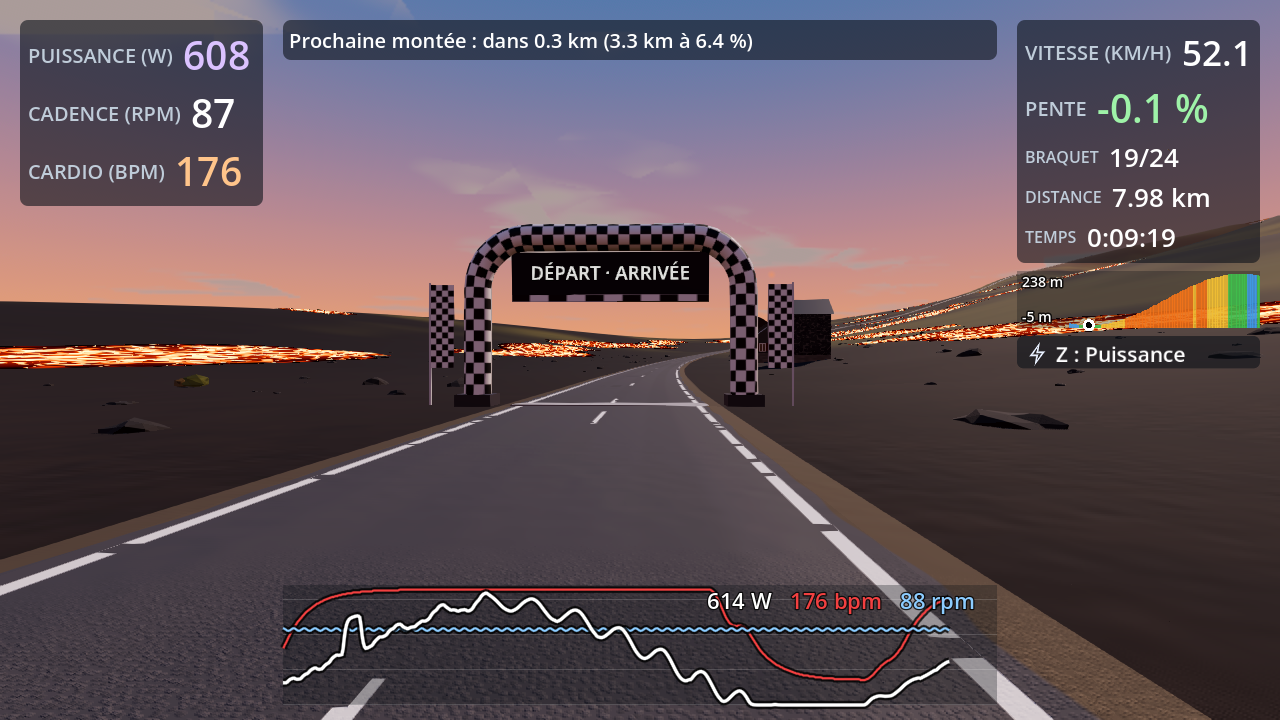 PUISSANCE (W) 608
CADENCE (RPM) 87
CARDIO (BPM) 176
Prochaine montée : dans 0.3 km (3.3 km à 6.4 %)
VITESSE (KM/H) 52.1
PENTE -0.1 %
BRAQUET 19/24
DISTANCE 7.98 km
TEMPS 0:09:19
238 m
-5 m
Z : Puissance
DÉPART · ARRIVÉE
614 W 176 bpm 88 rpm